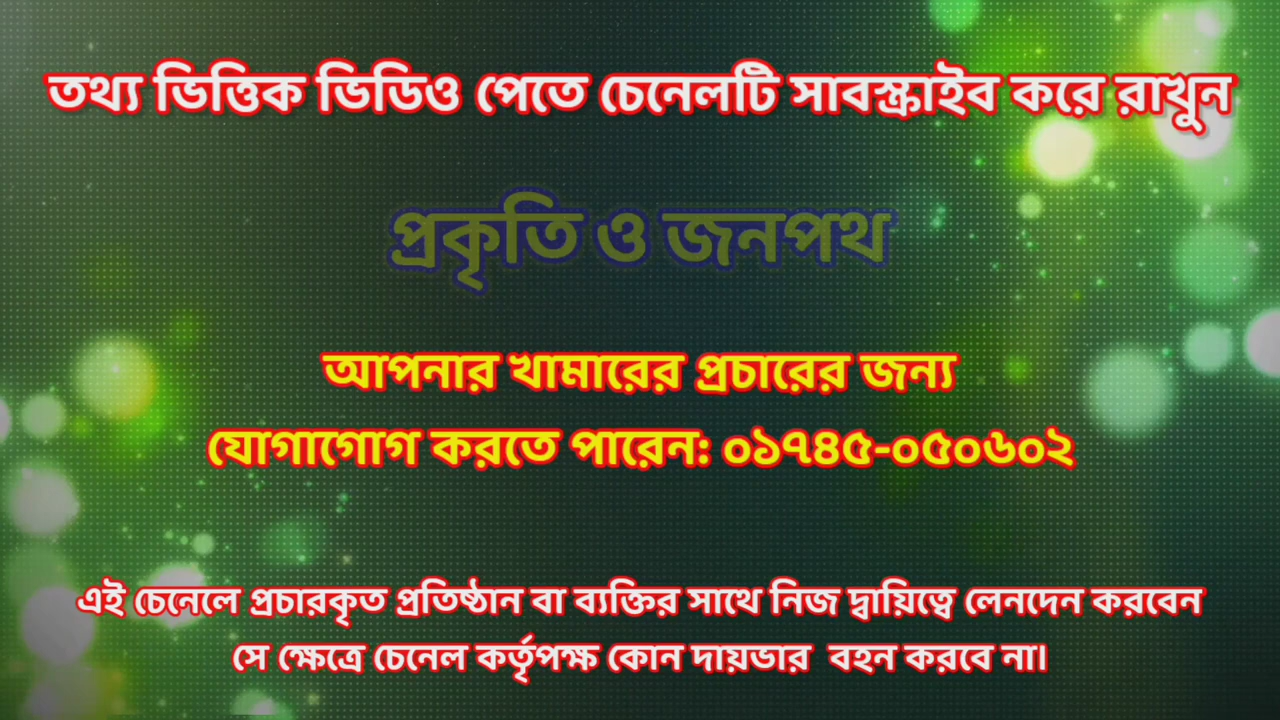 তথ্য ভিত্তিক ভিডিও পেতে চেনেলটি সাবস্ক্রাইব করে রাখুন
প্রকৃতি ও জনপথ
আপনার খামারের প্রচারের জন্য
যোগাগোগ করতে পারেন: ০১৭৪৫-০৫০৬০২
এই চেনেলে প্রচারকৃত প্রতিষ্ঠান বা ব্যক্তির সাথে নিজ দ্বায়িত্বে লেনদেন করবেন
সে ক্ষেত্রে চেনেল কর্তৃপক্ষ কোন দায়ভার বহন করবে না।